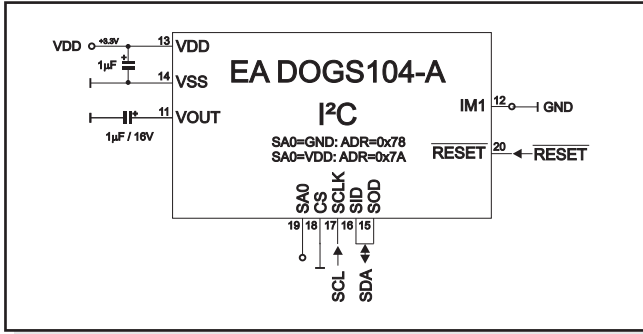 VDD +3.3V 13 VDD
1µF +
14 VSS
11 VOUT
+
1µF / 16V
EA DOGS104-A
I²C
SA0=GND: ADR=0x78
SA0=VDD: ADR=0x7A
IM1 12 GND
RESET 20 RESET
SA0 CS SCLK SID SOD
19 18 17 16 15
SCL SDA